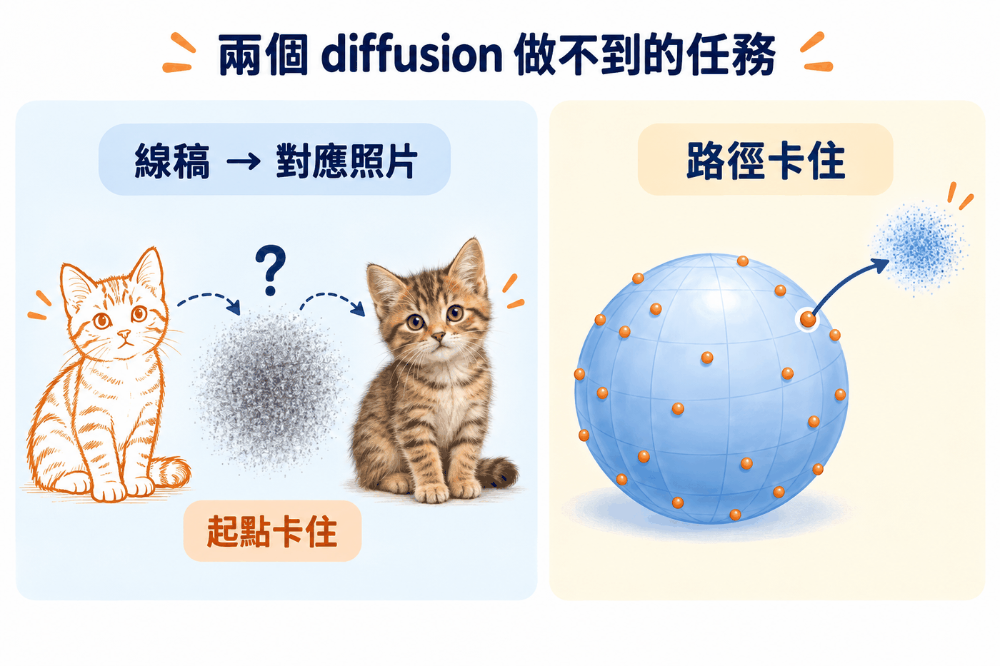 兩個 diffusion 做不到的任務
線稿 → 對應照片
?
起點卡住
路徑卡住